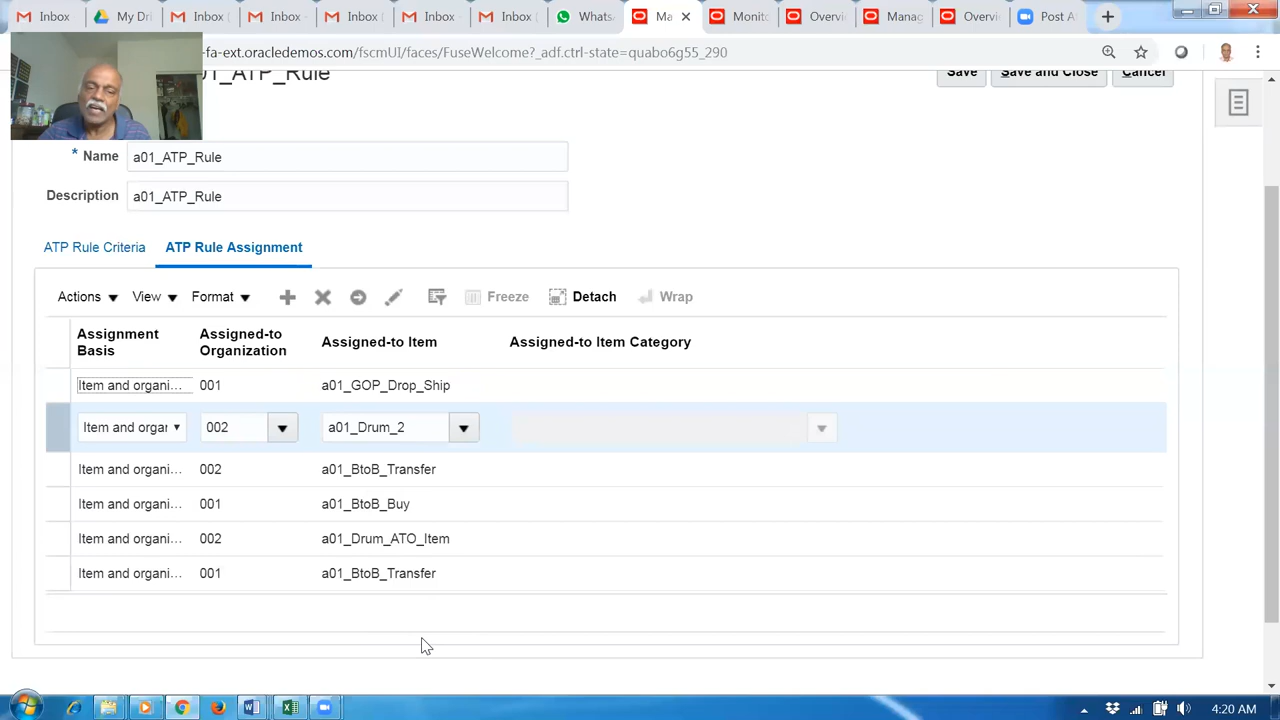 Inbox
My Dri
Inbox (
Inbox
Inbox
Inbox
Inbox
Whats
Ma
Monito
Overvi
Manag
Overv
Post A
-fa-ext.oracledemos.com/fscmUI/faces/FuseWelcome?_adf.ctrl-state=quabo6g55_290
01_ATP_Rule
Save
Save and Close
Cancel
* Name a01_ATP_Rule
Description a01_ATP_Rule
ATP Rule Criteria ATP Rule Assignment
Actions View Format Freeze Detach Wrap
Assignment Basis Assigned-to Organization Assigned-to Item Assigned-to Item Category
Item and organi... 001 a01_GOP_Drop_Ship
Item and orgar 002 a01_Drum_2
Item and organi... 002 a01_BtoB_Transfer
Item and organi... 001 a01_BtoB_Buy
Item and organi... 002 a01_Drum_ATO_Item
Item and organi... 001 a01_BtoB_Transfer
4:20 AM